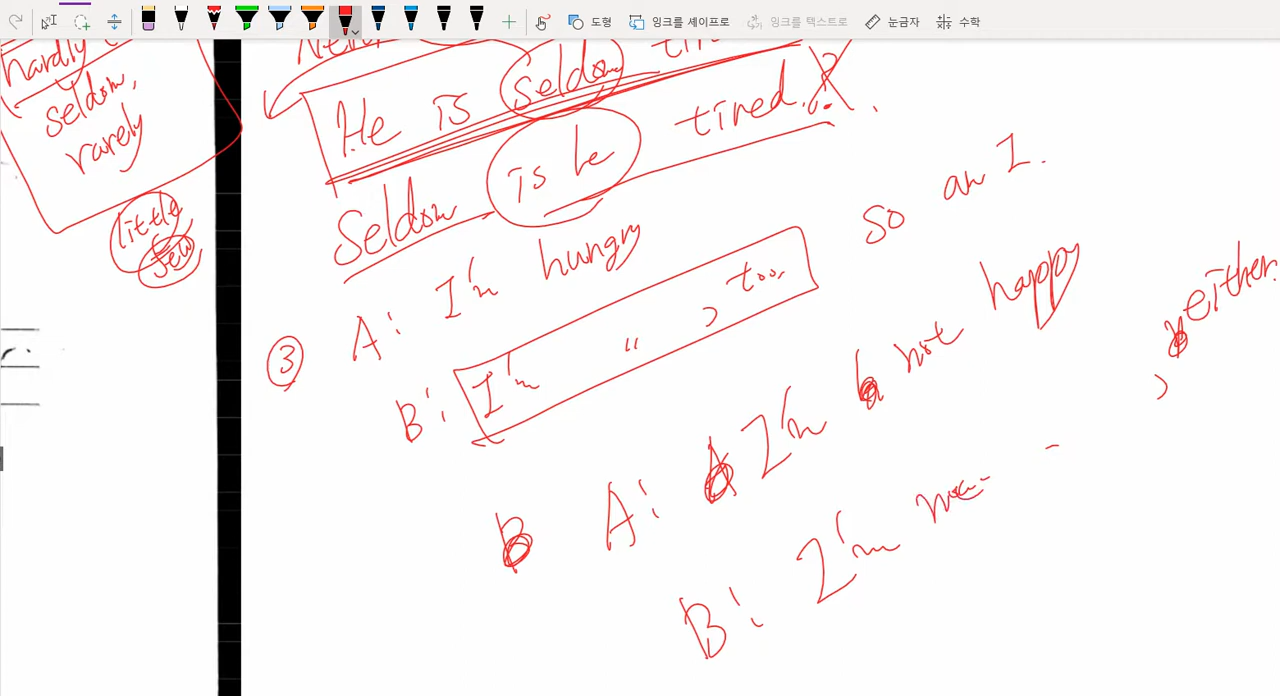 도형 잉크를 셰이프로 잉크를 텍스트로 눈금자 수학
hardly
seldom,
rarely
little
few
He is seldom
Seldom is he tired.
③ A: I'm hungry so am I.
B: I'm " , too.
A: I'm not happy
B: I'm , either.